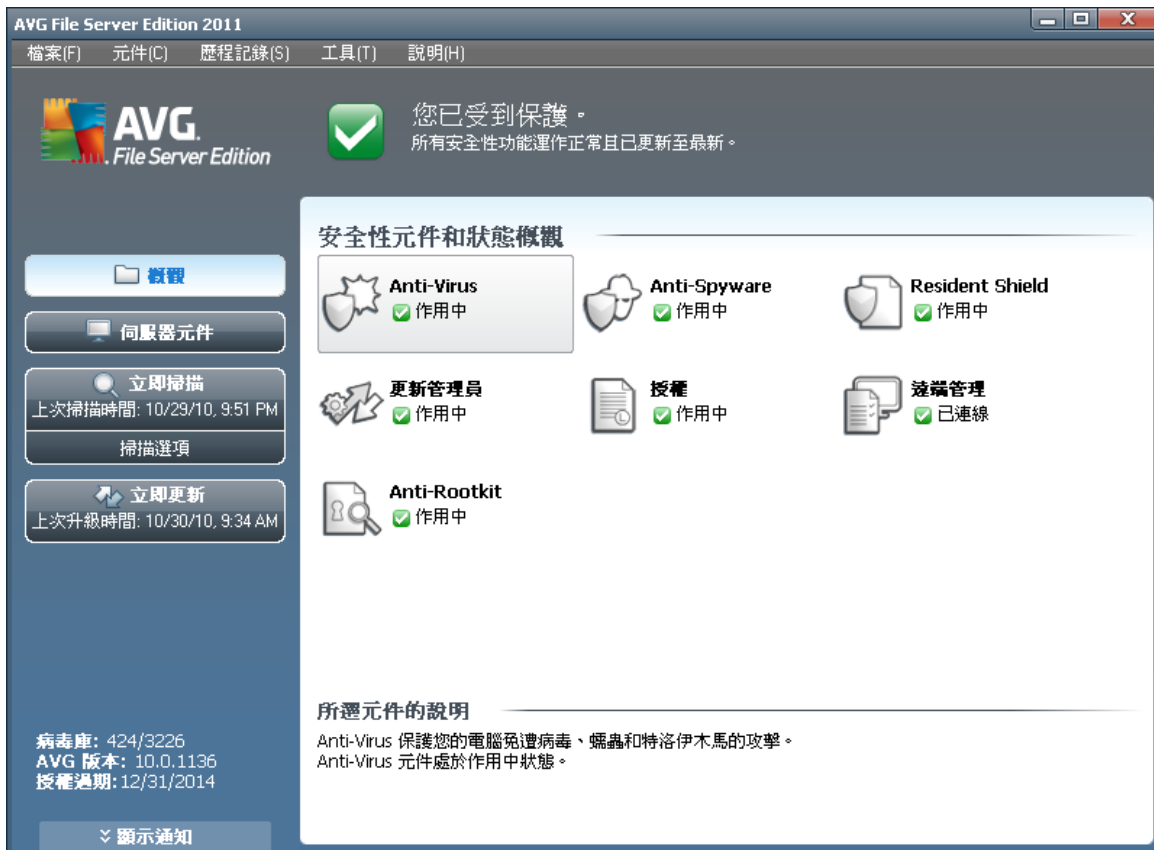 AVG File Server Edition 2011
檔案(F) 元件(C) 歷程記錄(S) 工具(T) 說明(H)
AVG.
File Server Edition
您已受到保護。
所有安全性功能運作正常且已更新至最新。
概觀
伺服器元件
立即掃描
上次掃描時間: 10/29/10, 9:51 PM
掃描選項
立即更新
上次升級時間: 10/30/10, 9:34 AM
病毒庫: 424/3226
AVG 版本: 10.0.1136
授權過期: 12/31/2014
顯示通知
安全性元件和狀態概觀
Anti-Virus
作用中
Anti-Spyware
作用中
Resident Shield
作用中
更新管理員
作用中
授權
作用中
遠端管理
已連線
Anti-Rootkit
作用中
所選元件的說明
Anti-Virus 保護您的電腦免遭病毒、蠕蟲和特洛伊木馬的攻擊。
Anti-Virus 元件處於作用中狀態。